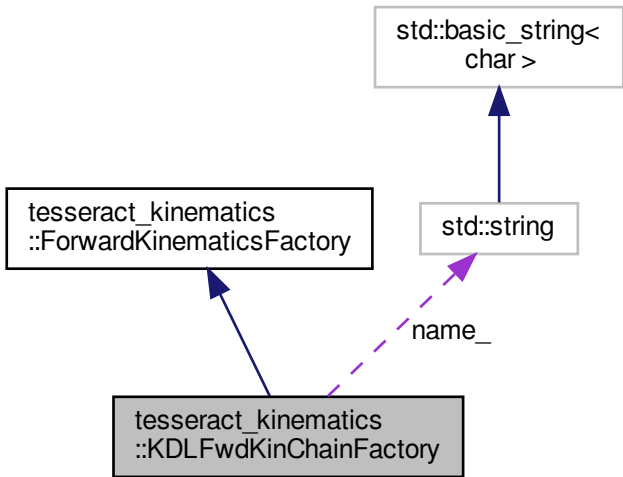 std::basic_string<
char >
tesseract_kinematics
::ForwardKinematicsFactory
std::string
name_
tesseract_kinematics
::KDLFwdKinChainFactory